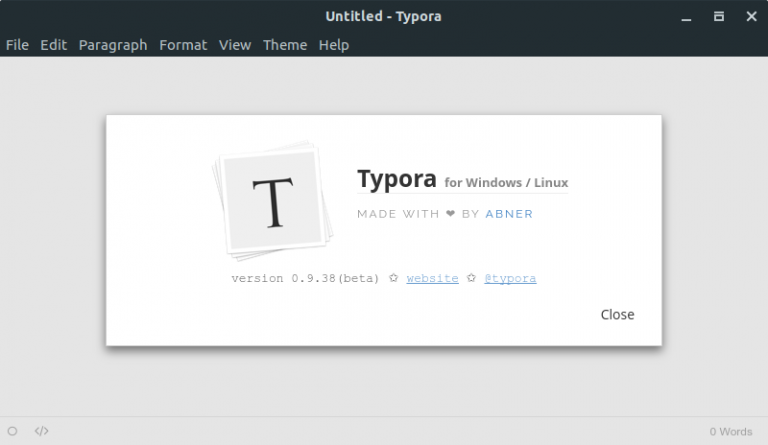 Untitled - Typora
File Edit Paragraph Format View Theme Help
T
Typora for Windows / Linux
MADE WITH ❤ BY ABNER
version 0.9.38(beta) ✩ website ✩ @typora
Close
</> 0 Words